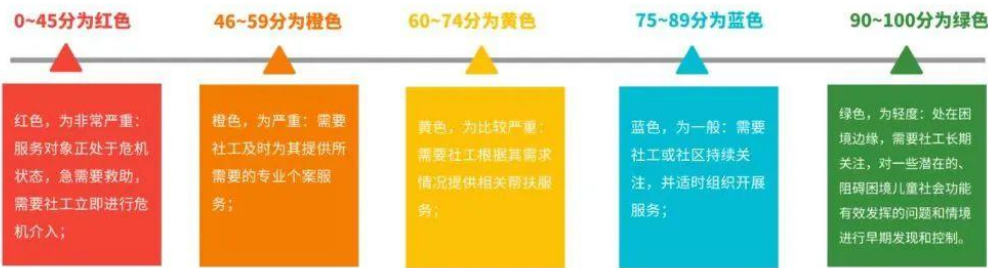 0~45分为红色
46~59分为橙色
60~74分为黄色
75~89分为蓝色
90~100分为绿色
红色，为非常严重：
服务对象正处于危机
状态，急需要救助，
需要社工立即进行危
机介入；
橙色，为严重：需要
社工及时为其提供所
需要的专业个案服
务；
黄色，为比较严重：
需要社工根据其需求
情况提供相关帮扶服
务；
蓝色，为一般：需要
社工或社区持续关
注，并适时组织开展
服务；
绿色，为轻度：处在困
境边缘，需要社工长期
关注，对一些潜在的、
阻碍困境儿童社会功能
有效发挥的问题和情境
进行早期发现和控制。